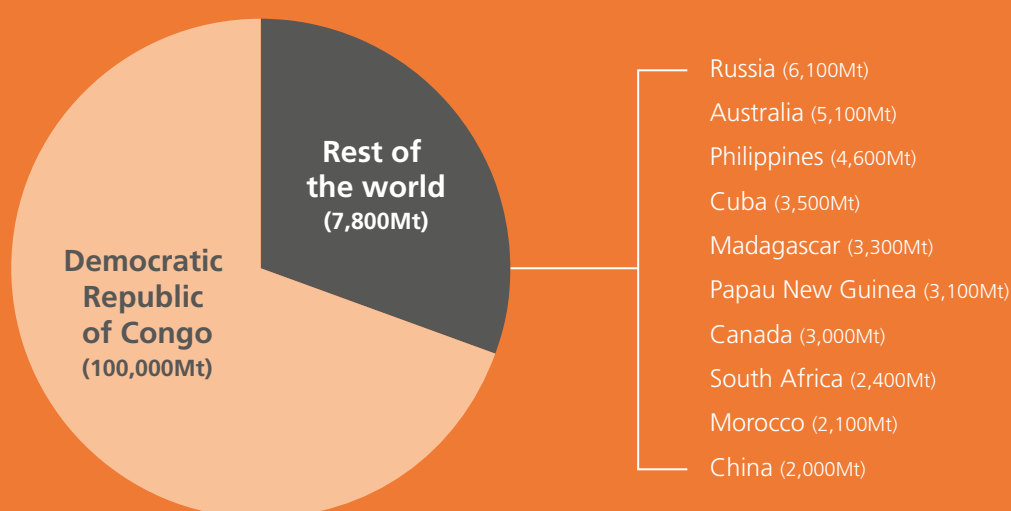 Rest of
the world
(7,800Mt)
Democratic
Republic
of Congo
(100,000Mt)
Russia (6,100Mt)
Australia (5,100Mt)
Philippines (4,600Mt)
Cuba (3,500Mt)
Madagascar (3,300Mt)
Papau New Guinea (3,100Mt)
Canada (3,000Mt)
South Africa (2,400Mt)
Morocco (2,100Mt)
China (2,000Mt)